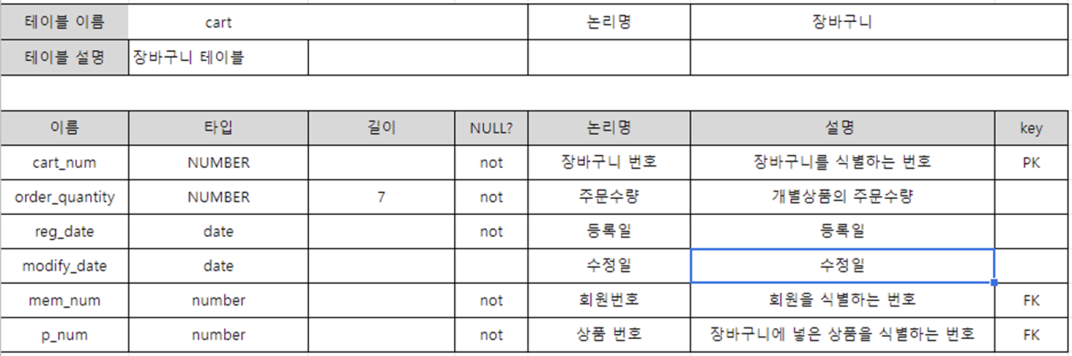 테이블 이름 cart 논리명 장바구니
테이블 설명 장바구니 테이블
이름 타입 길이 NULL? 논리명 설명 key
cart_num NUMBER not 장바구니 번호 장바구니를 식별하는 번호 PK
order_quantity NUMBER 7 not 주문수량 개별상품의 주문수량
reg_date date not 등록일 등록일
modify_date date 수정일 수정일
mem_num number not 회원번호 회원을 식별하는 번호 FK
p_num number not 상품 번호 장바구니에 넣은 상품을 식별하는 번호 FK